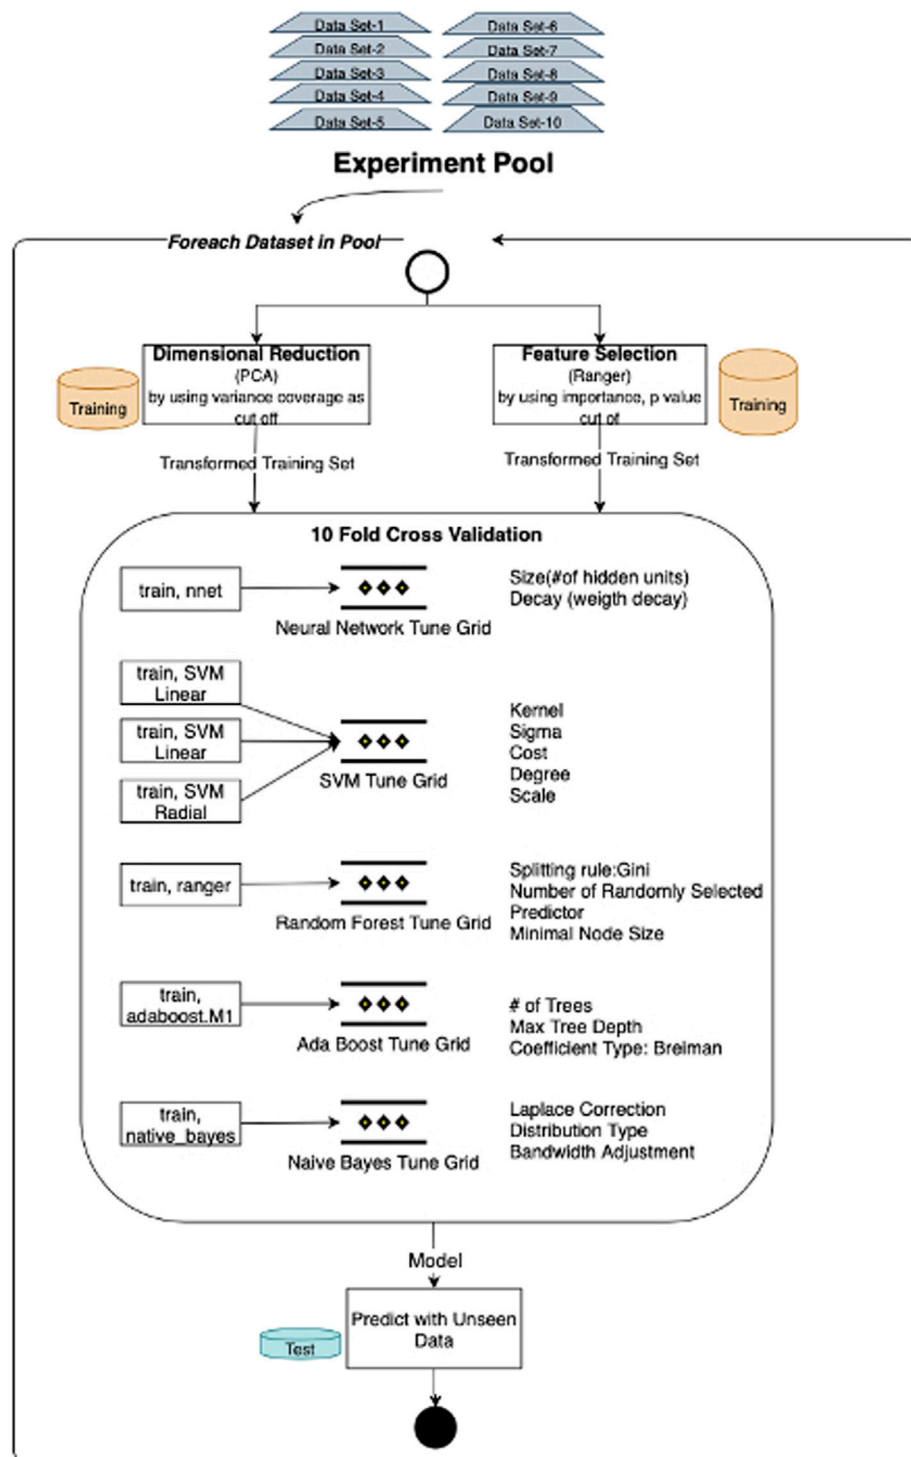 Data Set-1
Data Set-2
Data Set-3
Data Set-4
Data Set-5
Data Set-6
Data Set-7
Data Set-8
Data Set-9
Data Set-10
Experiment Pool
Foreach Dataset in Pool
Training
Dimensional Reduction
(PCA)
by using variance coverage as
cut off
Feature Selection
(Ranger)
by using importance, p value
cut of
Training
Transformed Training Set
Transformed Training Set
10 Fold Cross Validation
train, nnet
Neural Network Tune Grid
Size(#of hidden units)
Decay (weigth decay)
train, SVM
Linear
train, SVM
Linear
train, SVM
Radial
SVM Tune Grid
Kernel
Sigma
Cost
Degree
Scale
train, ranger
Random Forest Tune Grid
Splitting rule:Gini
Number of Randomly Selected
Predictor
Minimal Node Size
train,
adaboost.M1
Ada Boost Tune Grid
# of Trees
Max Tree Depth
Coefficient Type: Breiman
train,
native_bayes
Naive Bayes Tune Grid
Laplace Correction
Distribution Type
Bandwidth Adjustment
Model
Predict with Unseen
Data
Test